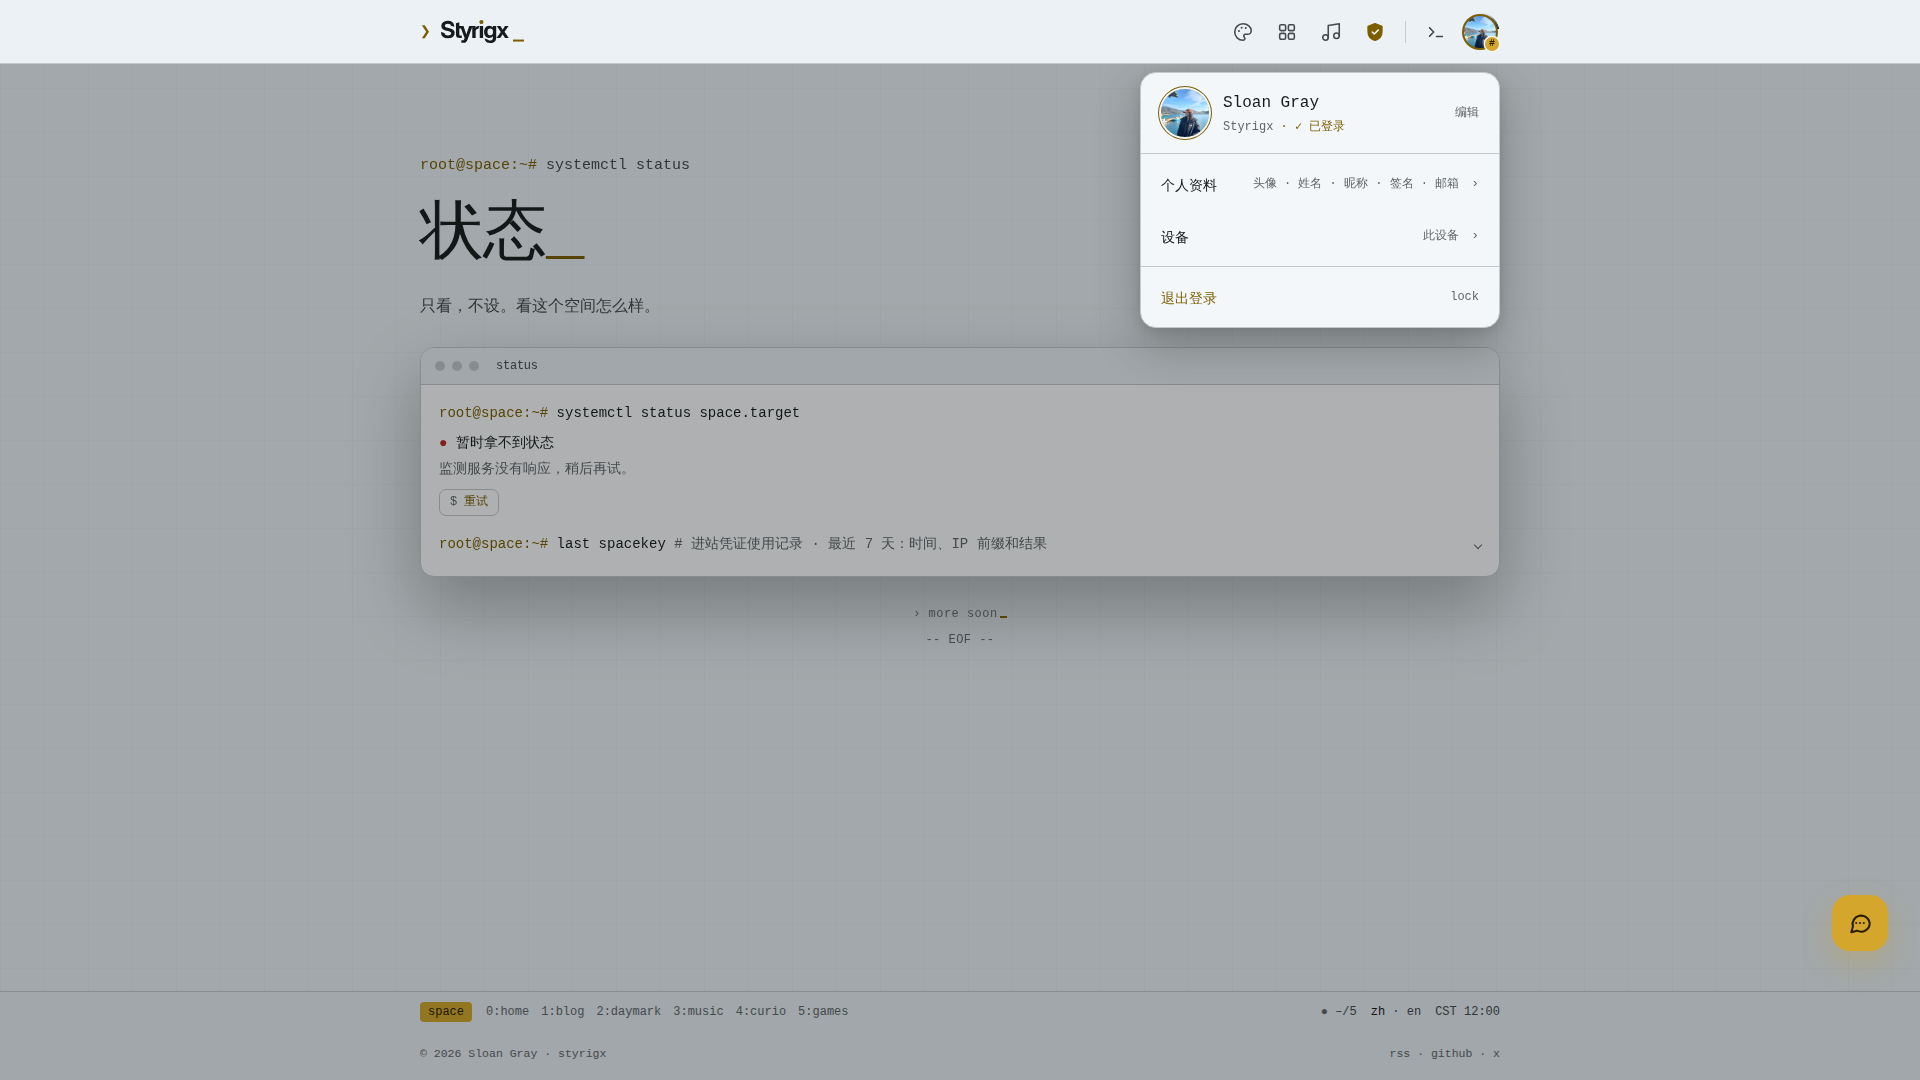 ❯ Styrigx _
#
Sloan Gray
Styrigx · ✓ 已登录
编辑
个人资料 头像 · 姓名 · 昵称 · 签名 · 邮箱 ›
设备 此设备 ›
退出登录 lock
root@space:~# systemctl status
状态_
只看，不设。看这个空间怎么样。
status
root@space:~# systemctl status space.target
● 暂时拿不到状态
监测服务没有响应，稍后再试。
$ 重试
root@space:~# last spacekey # 进站凭证使用记录 · 最近 7 天：时间、IP 前缀和结果
› more soon_
-- EOF --
space 0:home 1:blog 2:daymark 3:music 4:curio 5:games ● –/5 zh · en CST 12:00
© 2026 Sloan Gray · styrigx rss · github · x